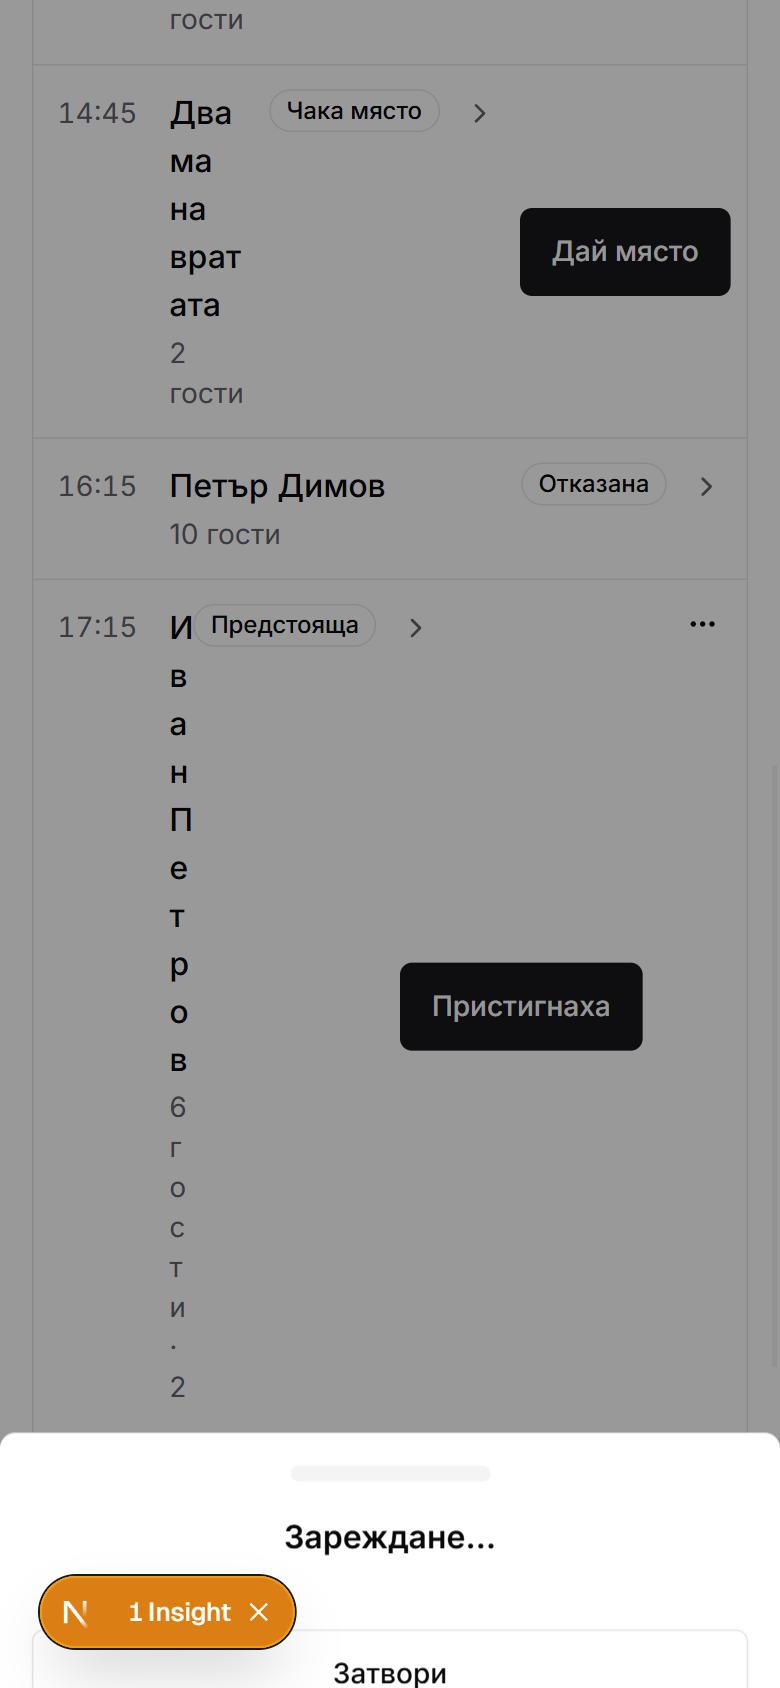 гости
14:45
Два
ма
на
врат
ата
Чака място
Дай място
2
гости
16:15
Петър Димов
Отказана
10 гости
17:15
И
в
а
н
П
е
т
р
о
в
Предстояща
Пристигнаха
6
г
о
с
т
и
·
2
Зареждане...
1 Insight
Затвори